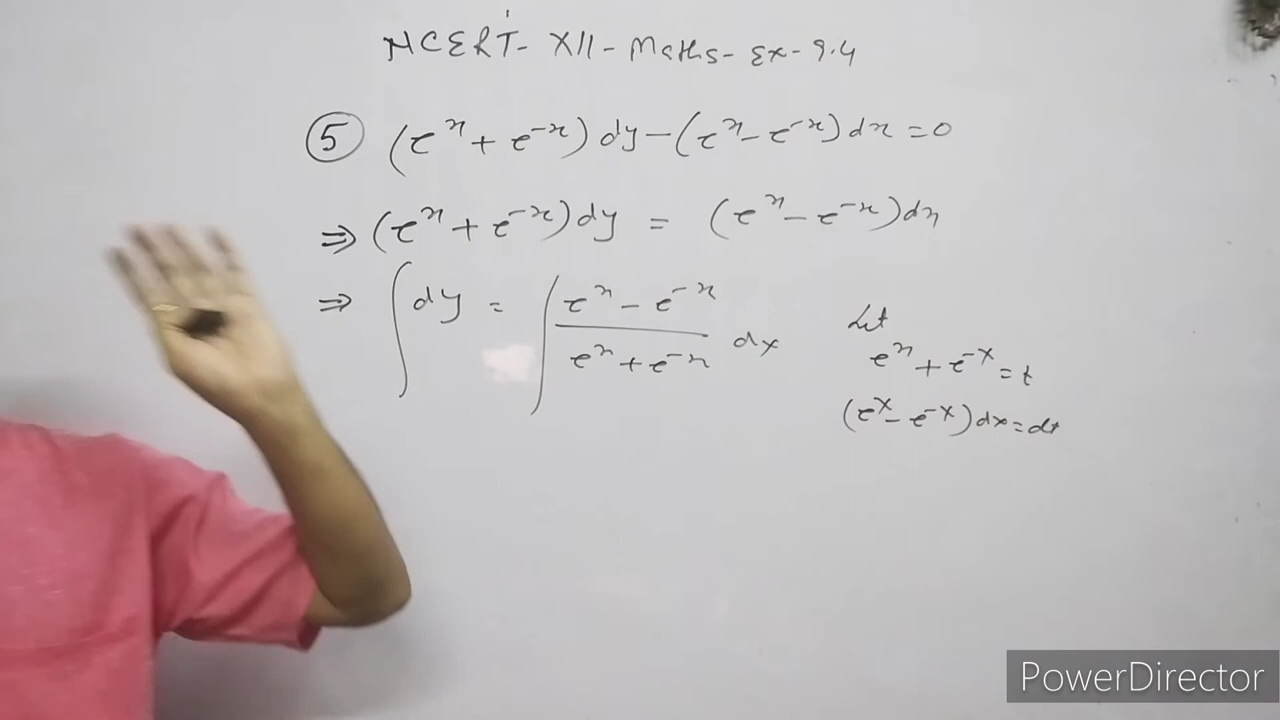 NCERT- XII - Maths- Ex- 9.4
⑤ (e^x + e^-x) dy - (e^x - e^-x) dx = 0
⇒ (e^x + e^-x) dy = (e^x - e^-x) dx
⇒ ∫ dy = ∫ (e^x - e^-x) / (e^x + e^-x) dx
Let
e^x + e^-x = t
(e^x - e^-x) dx = dt
PowerDirector